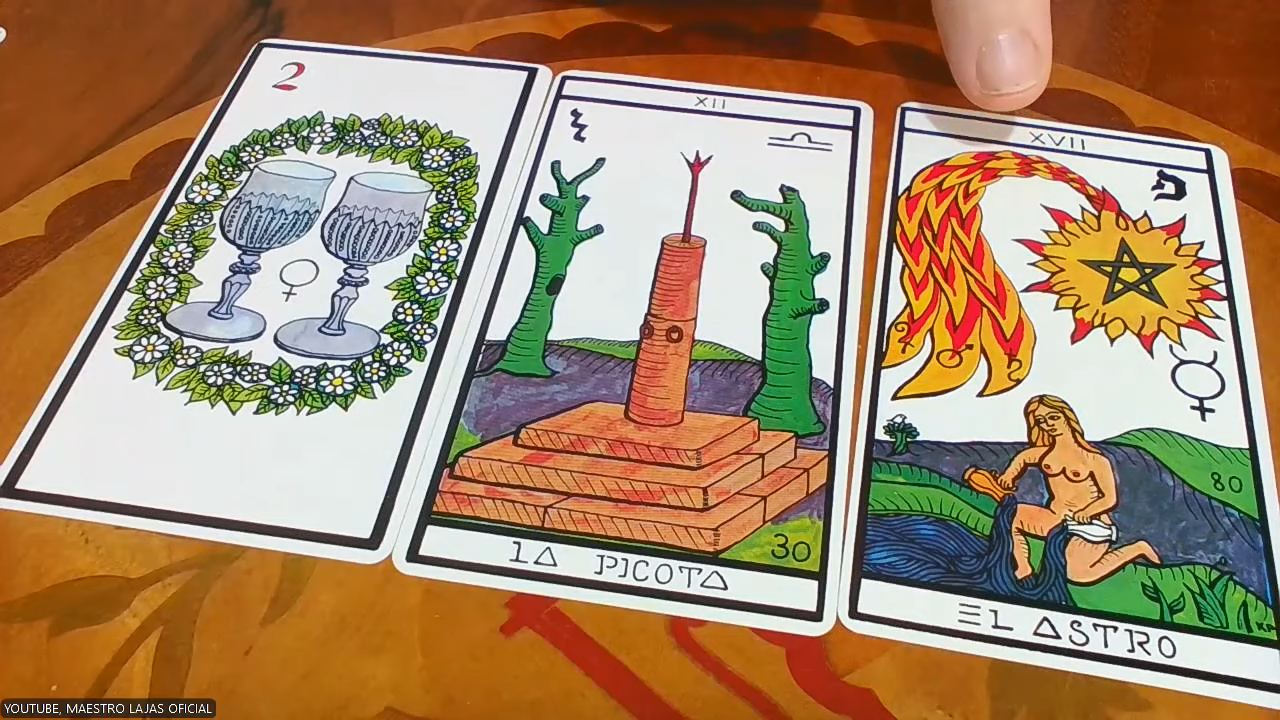 2
XII
30
LA PICOTA
XVII
פ
80
EL ASTRO
YOUTUBE, MAESTRO LAJAS OFICIAL